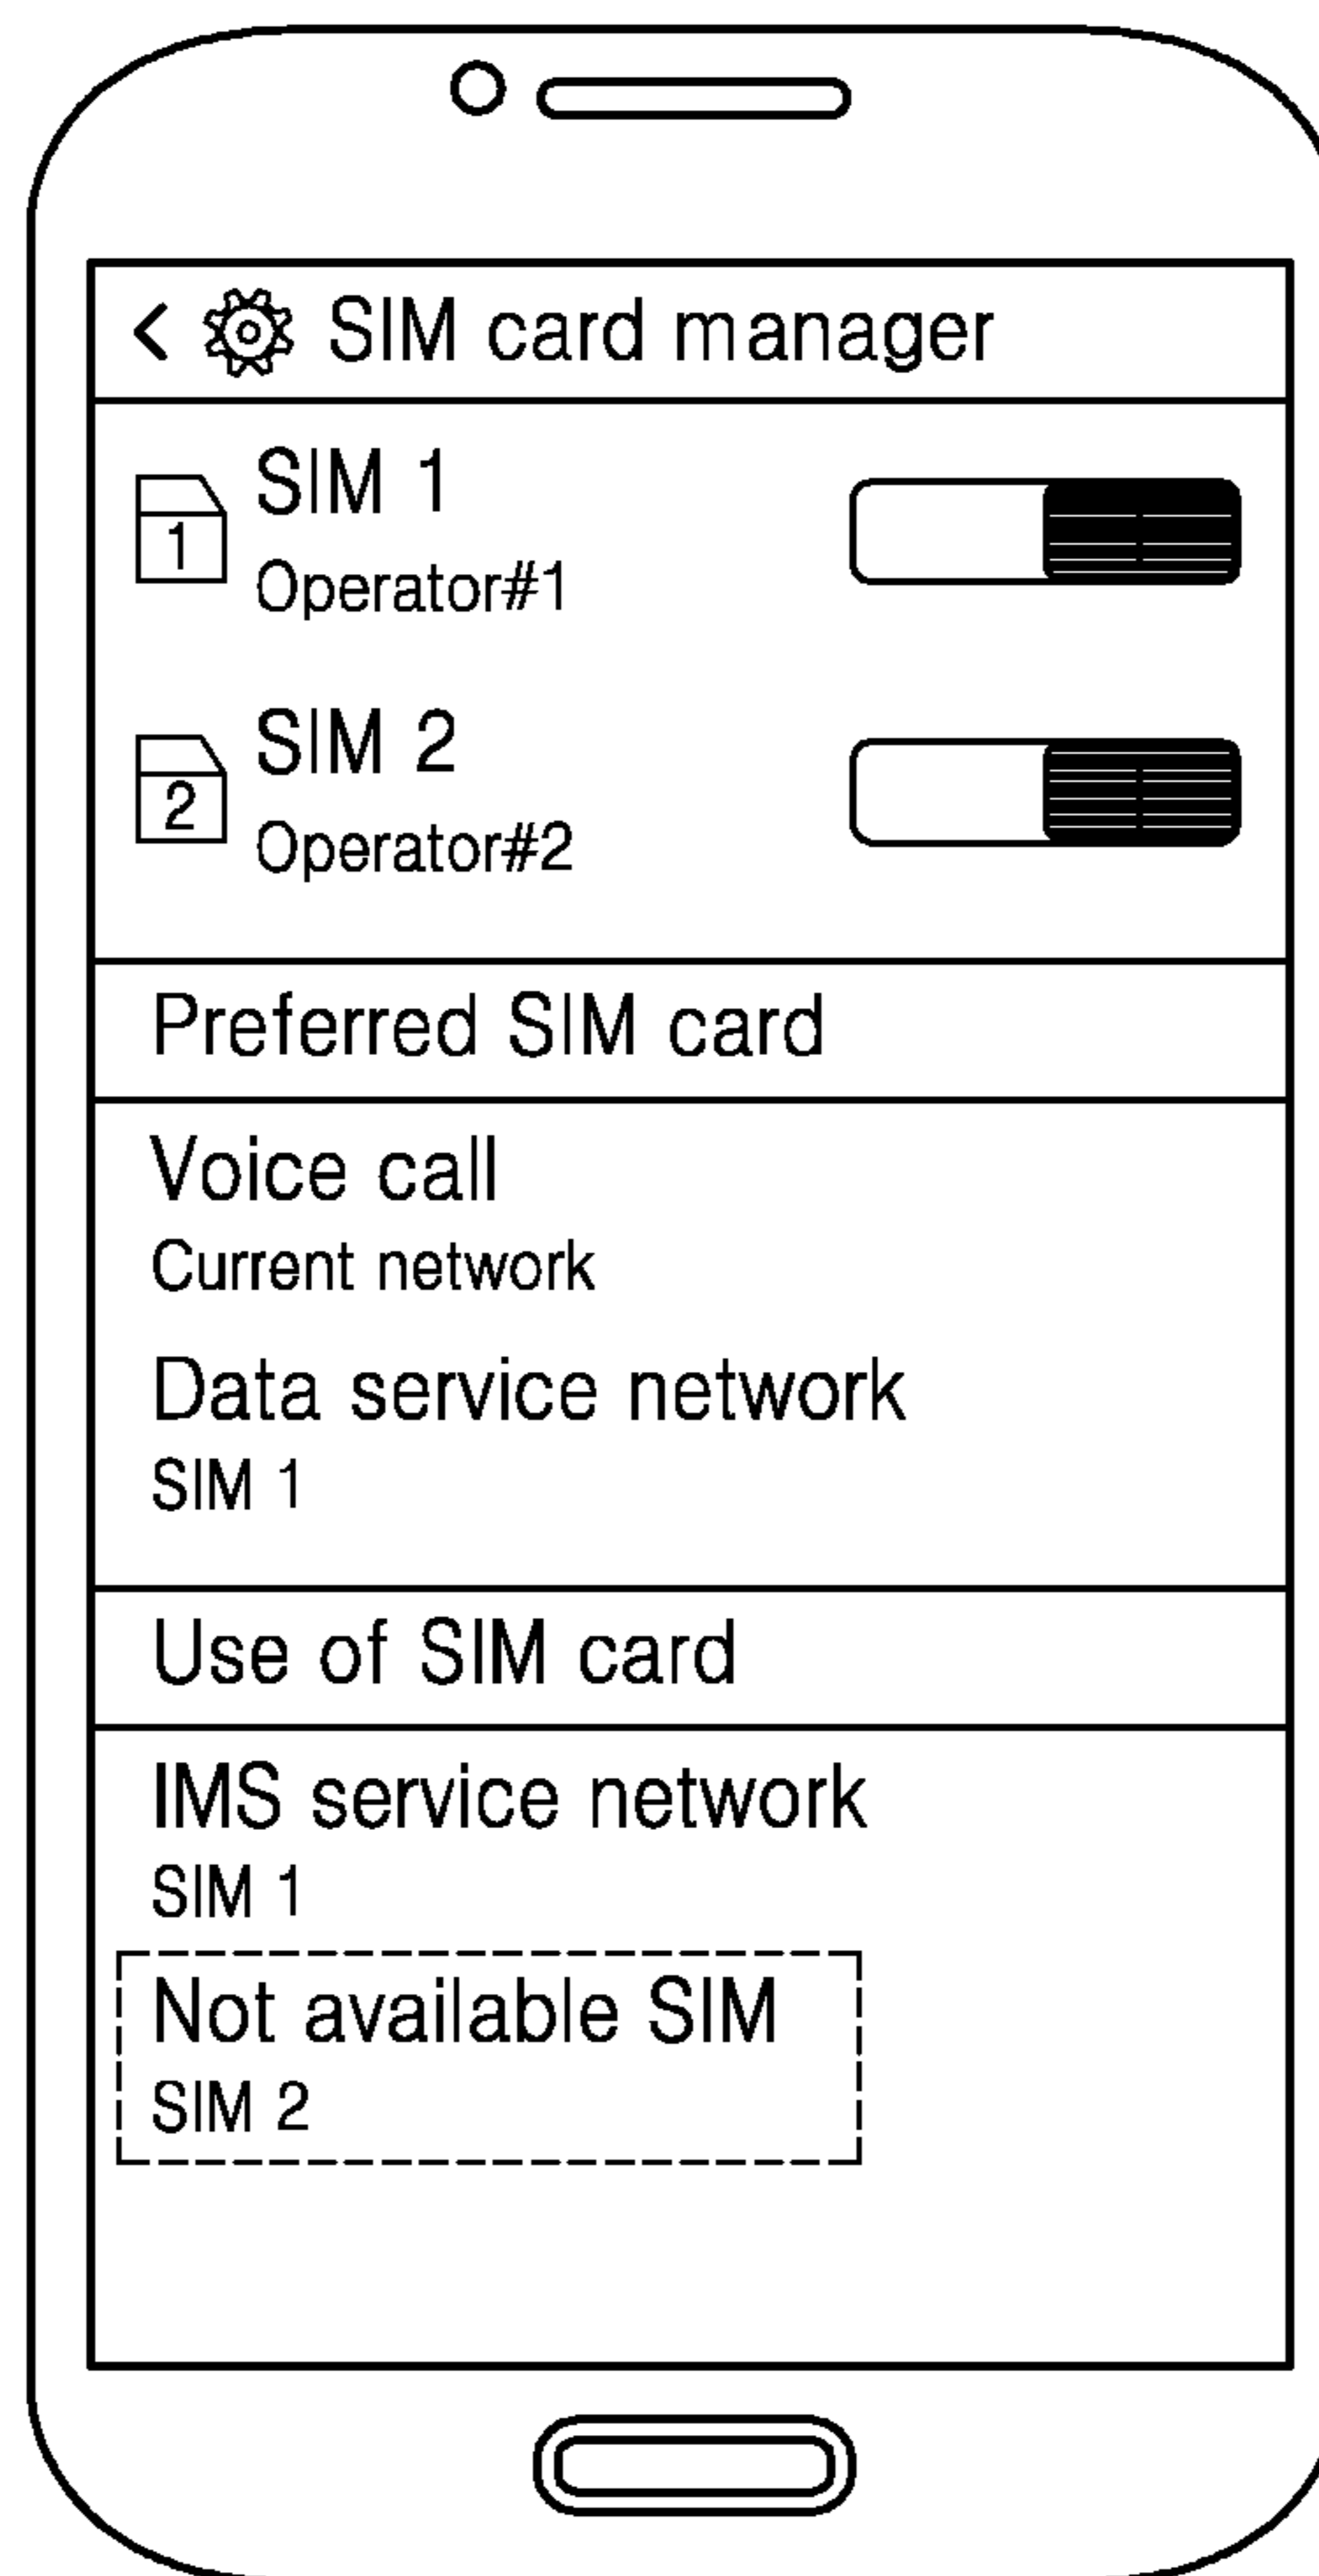 < SIM card manager
SIM 1
1
Operator#1
SIM 2
2
Operator#2
Preferred SIM card
Voice call
Current network
Data service network
SIM 1
Use of SIM card
IMS service network
SIM 1
Not available SIM
SIM 2